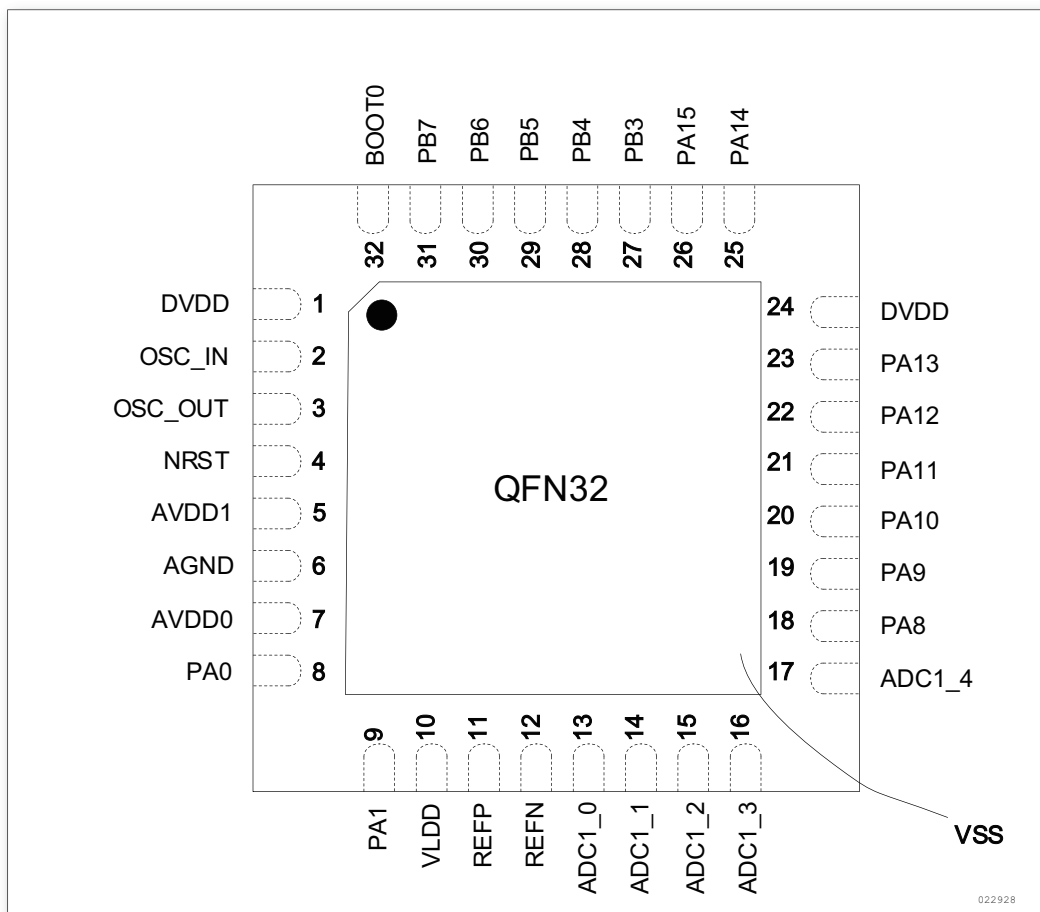 BOOT0
PB7
PB6
PB5
PB4
PB3
PA15
PA14
32
31
30
29
28
27
26
25
DVDD 1
OSC_IN 2
OSC_OUT 3
NRST 4
AVDD1 5
AGND 6
AVDD0 7
PA0 8
QFN32
24 DVDD
23 PA13
22 PA12
21 PA11
20 PA10
19 PA9
18 PA8
17 ADC1_4
9
10
11
12
13
14
15
16
PA1
VLDD
REFP
REFN
ADC1_0
ADC1_1
ADC1_2
ADC1_3
VSS
022928